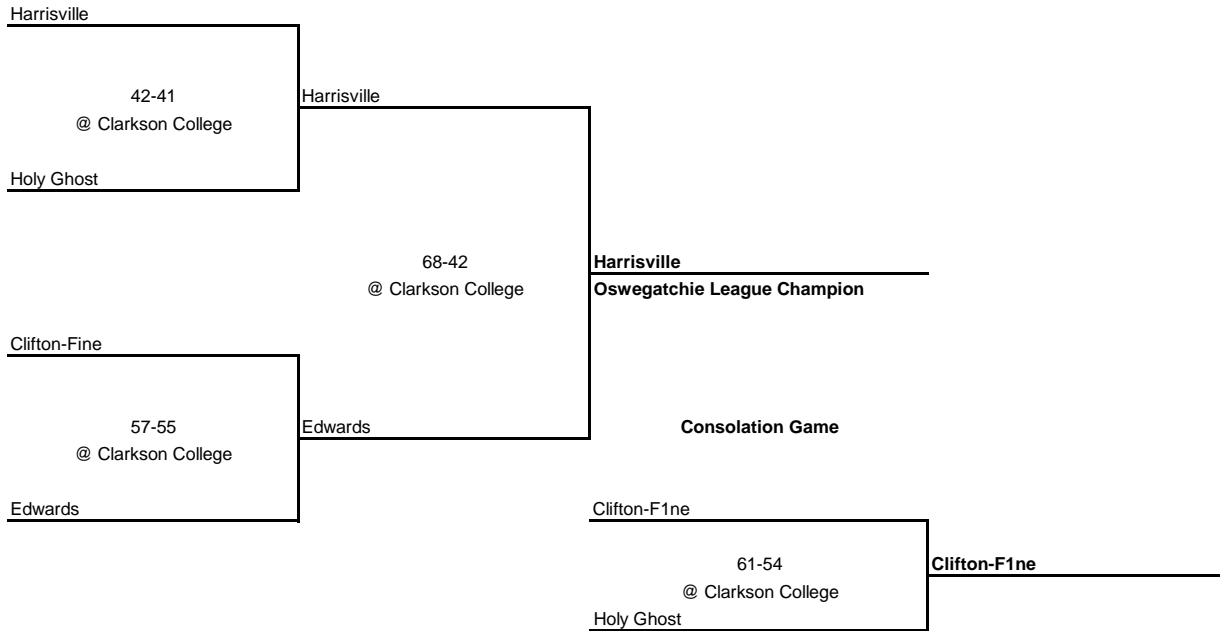 Harrisville
42-41
@ Clarkson College
Harrisville
Holy Ghost
68-42
@ Clarkson College
Harrisville
Oswegatchie League Champion
Clifton-Fine
57-55
@ Clarkson College
Edwards
Edwards
Consolation Game
Clifton-F1ne
61-54
@ Clarkson College
Clifton-F1ne
Holy Ghost